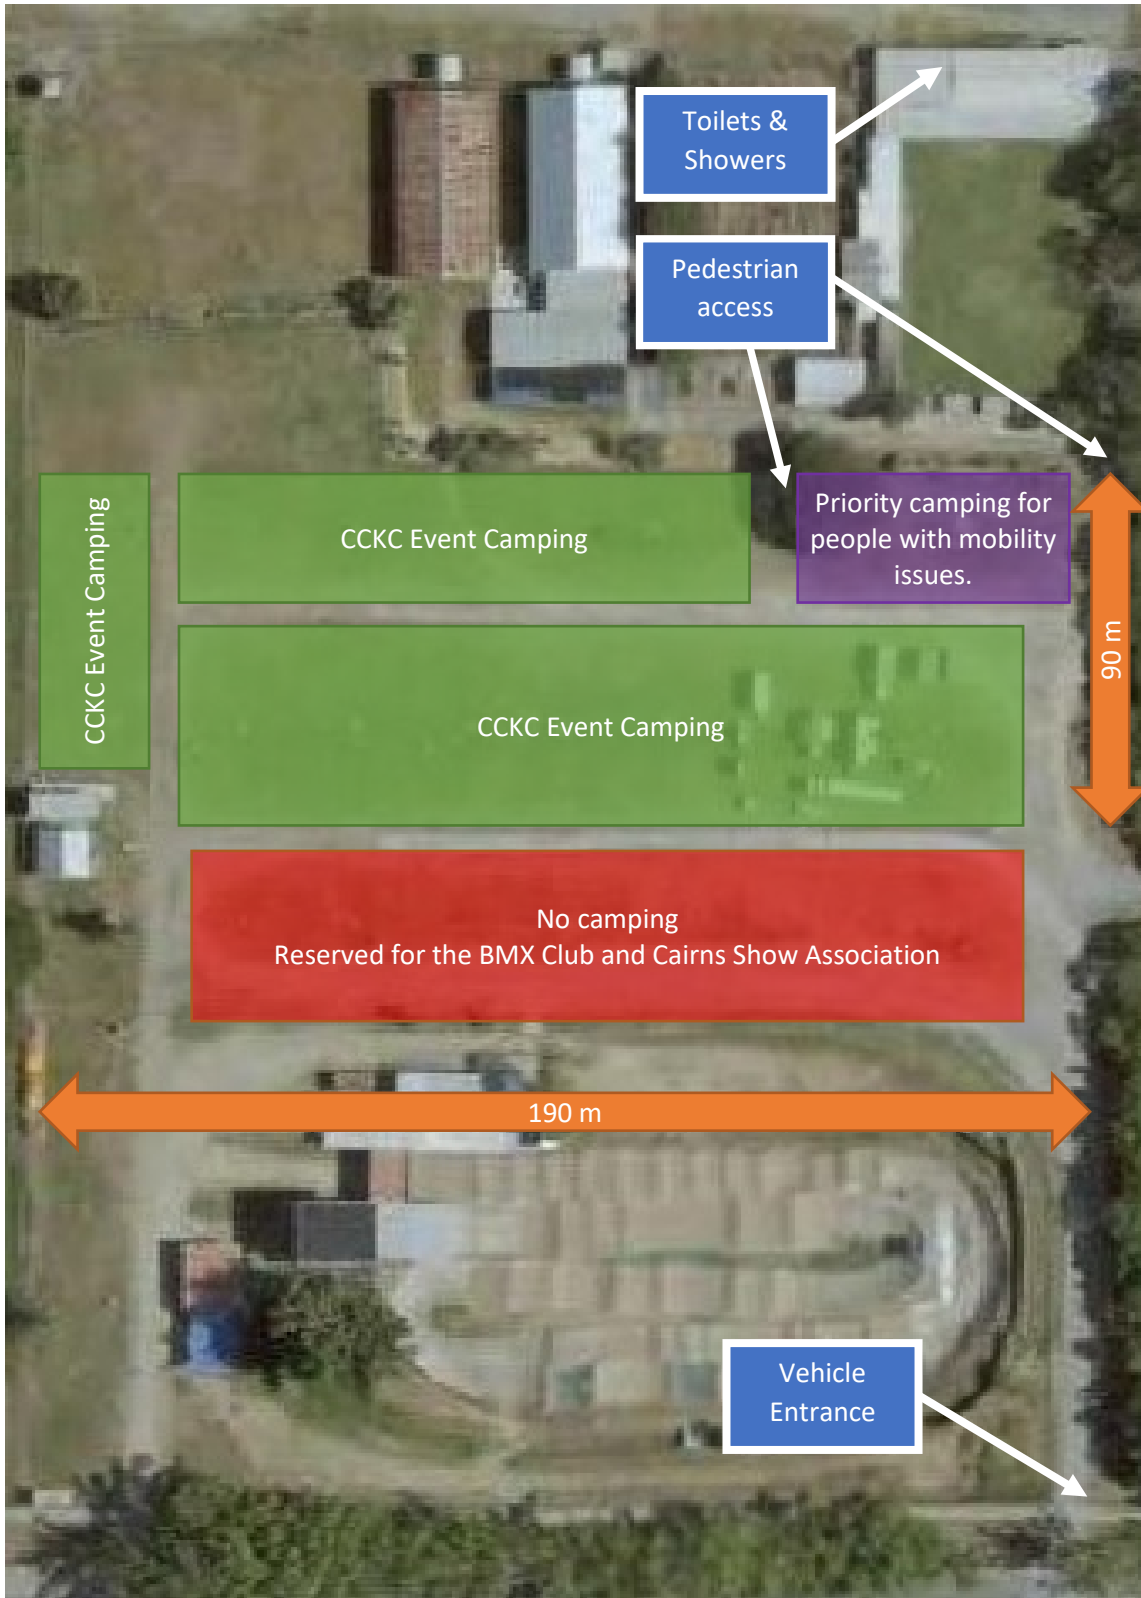 Toilets &
Showers
Pedestrian
access
CCKC Event Camping
CCKC Event Camping
Priority camping for
people with mobility
issues.
90 m
CCKC Event Camping
No camping
Reserved for the BMX Club and Cairns Show Association
190 m
Vehicle
Entrance